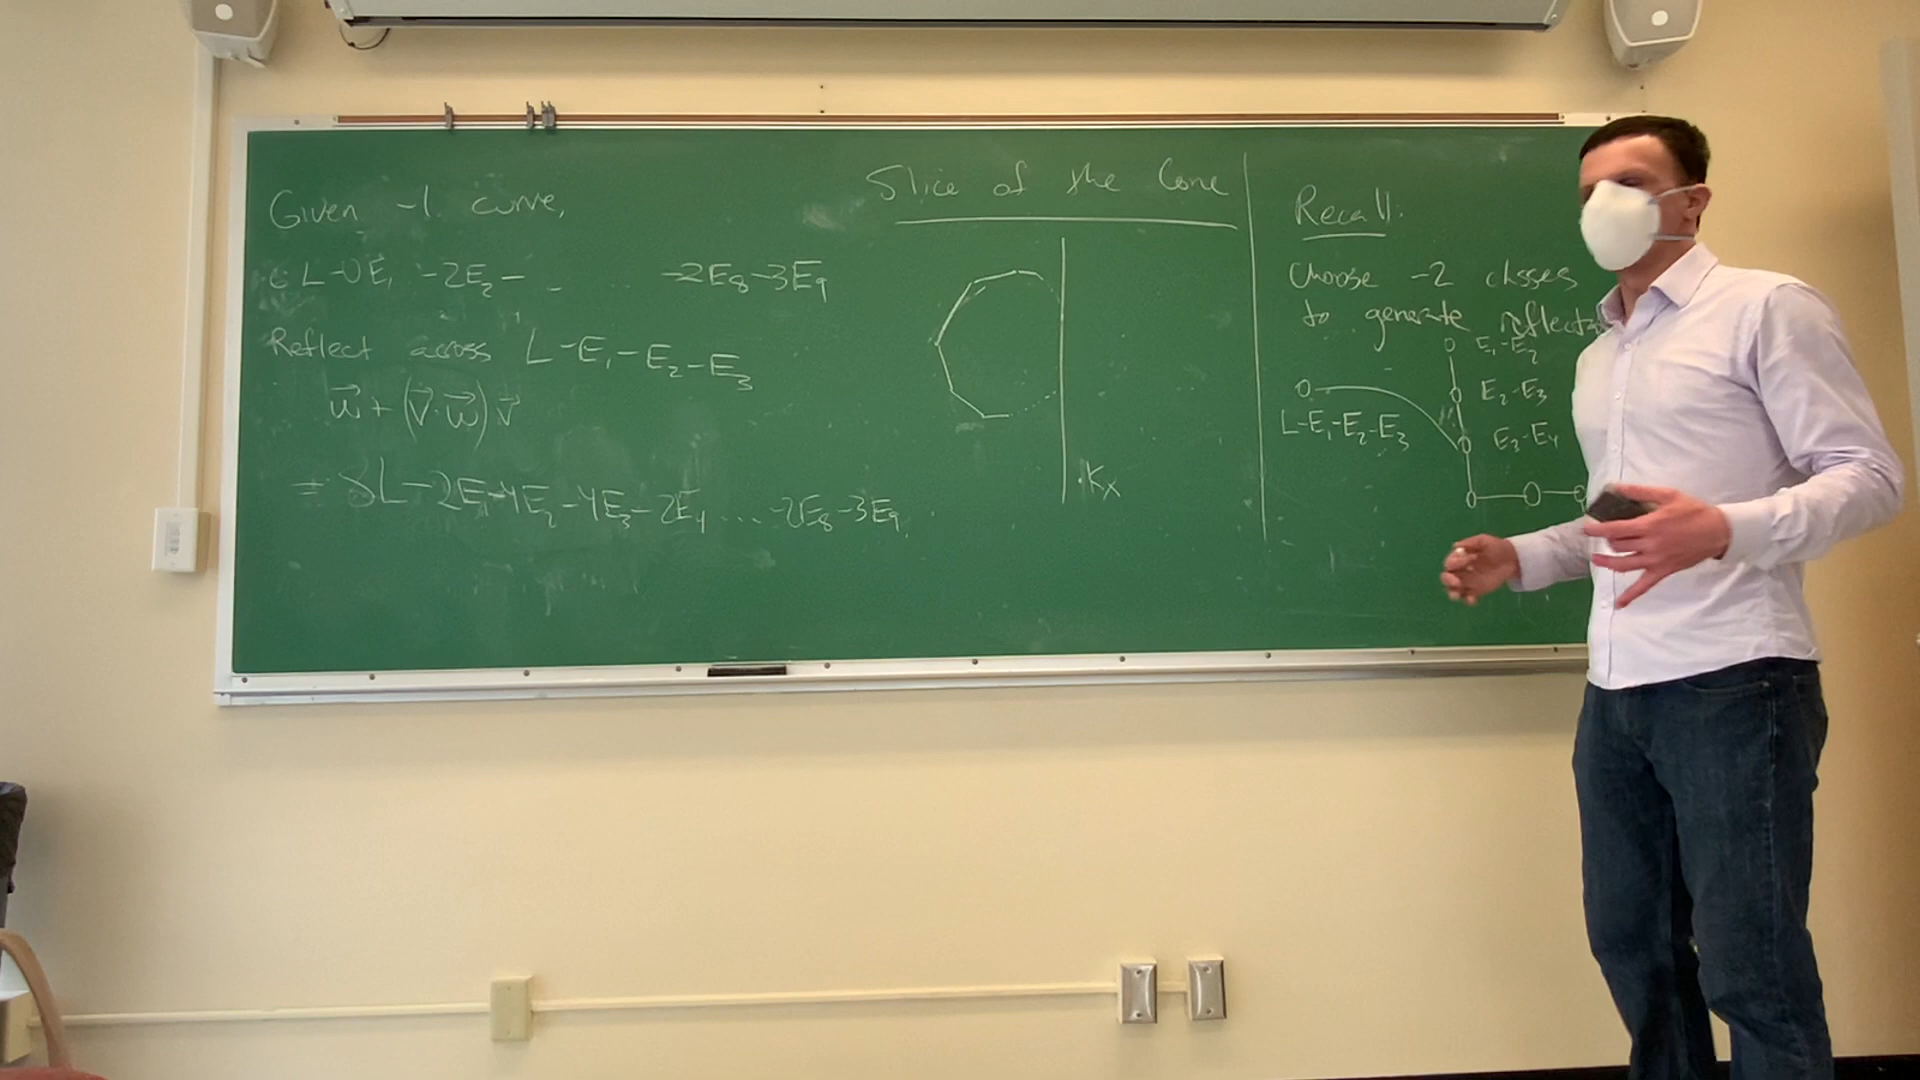 Given -1 curve,
6L-0E₁-2E₂- .. ... -2E₈-3E₉
Reflect across L-E₁-E₂-E₃
w⃗ + (v⃗·w⃗)v⃗
= 8L-2E₁-4E₂-4E₃-2E₄ ... -2E₈-3E₉
Slice of the Cone
.Kₓ
Recall:
Choose -2 classes
to generate
E₁-E₂
E₂-E₃
L-E₁-E₂-E₃
E₃-E₄